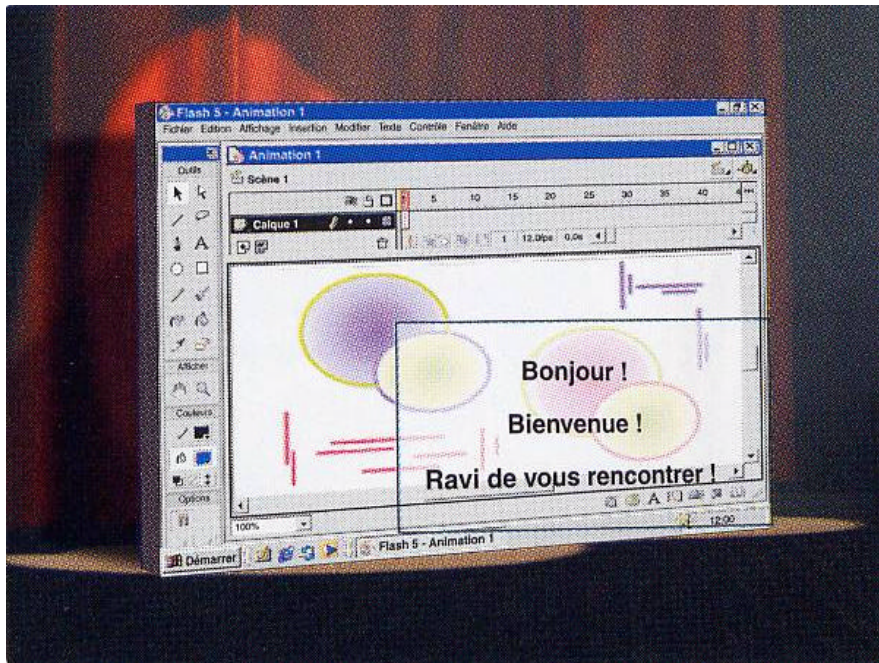 Flash 5 - Animation 1
Fichier Edition Affichage Insertion Modifier Texte Contrôle Fenêtre Aide
Animation 1
Outils
Scène 1
5 10 15 20 25 30 35 40
Calque 1
A
1 12.0fps 0.0s
Afficher
Bonjour !
Couleurs
Bienvenue !
Ravi de vous rencontrer !
Options
A
100%
12:00
Démarrer
Flash 5 - Animation 1